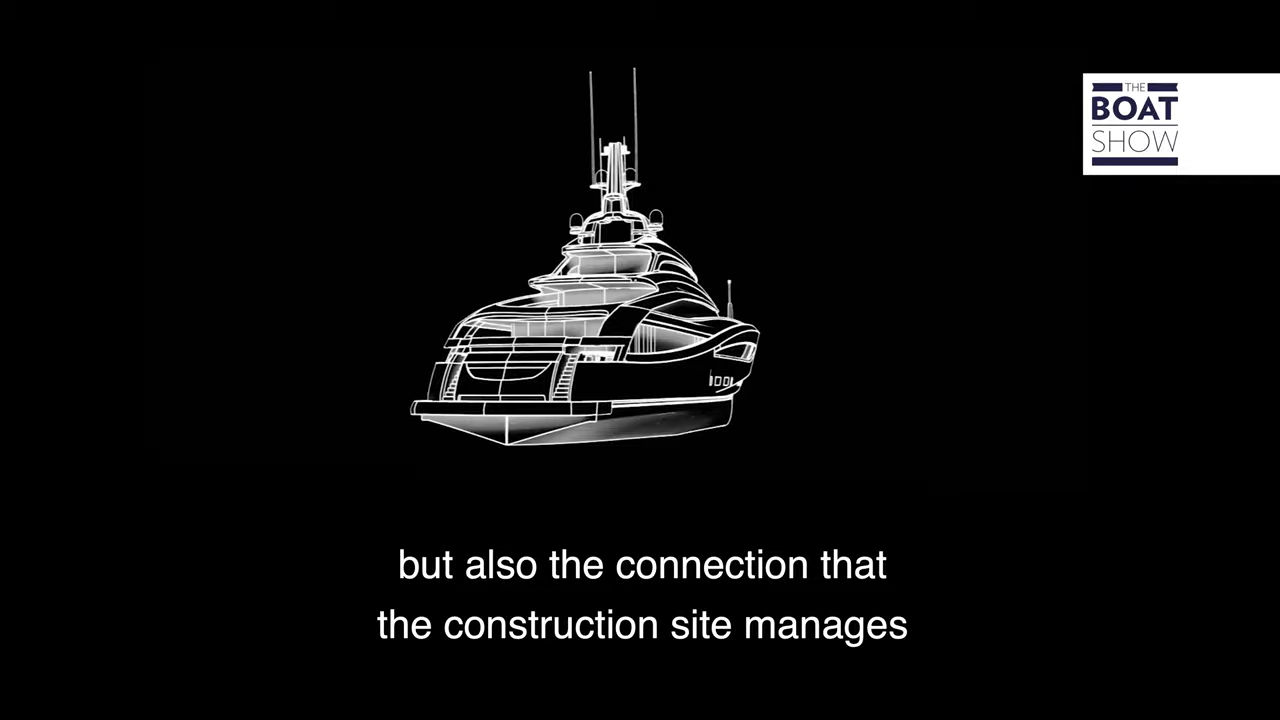 THE
BOAT
SHOW
but also the connection that
the construction site manages